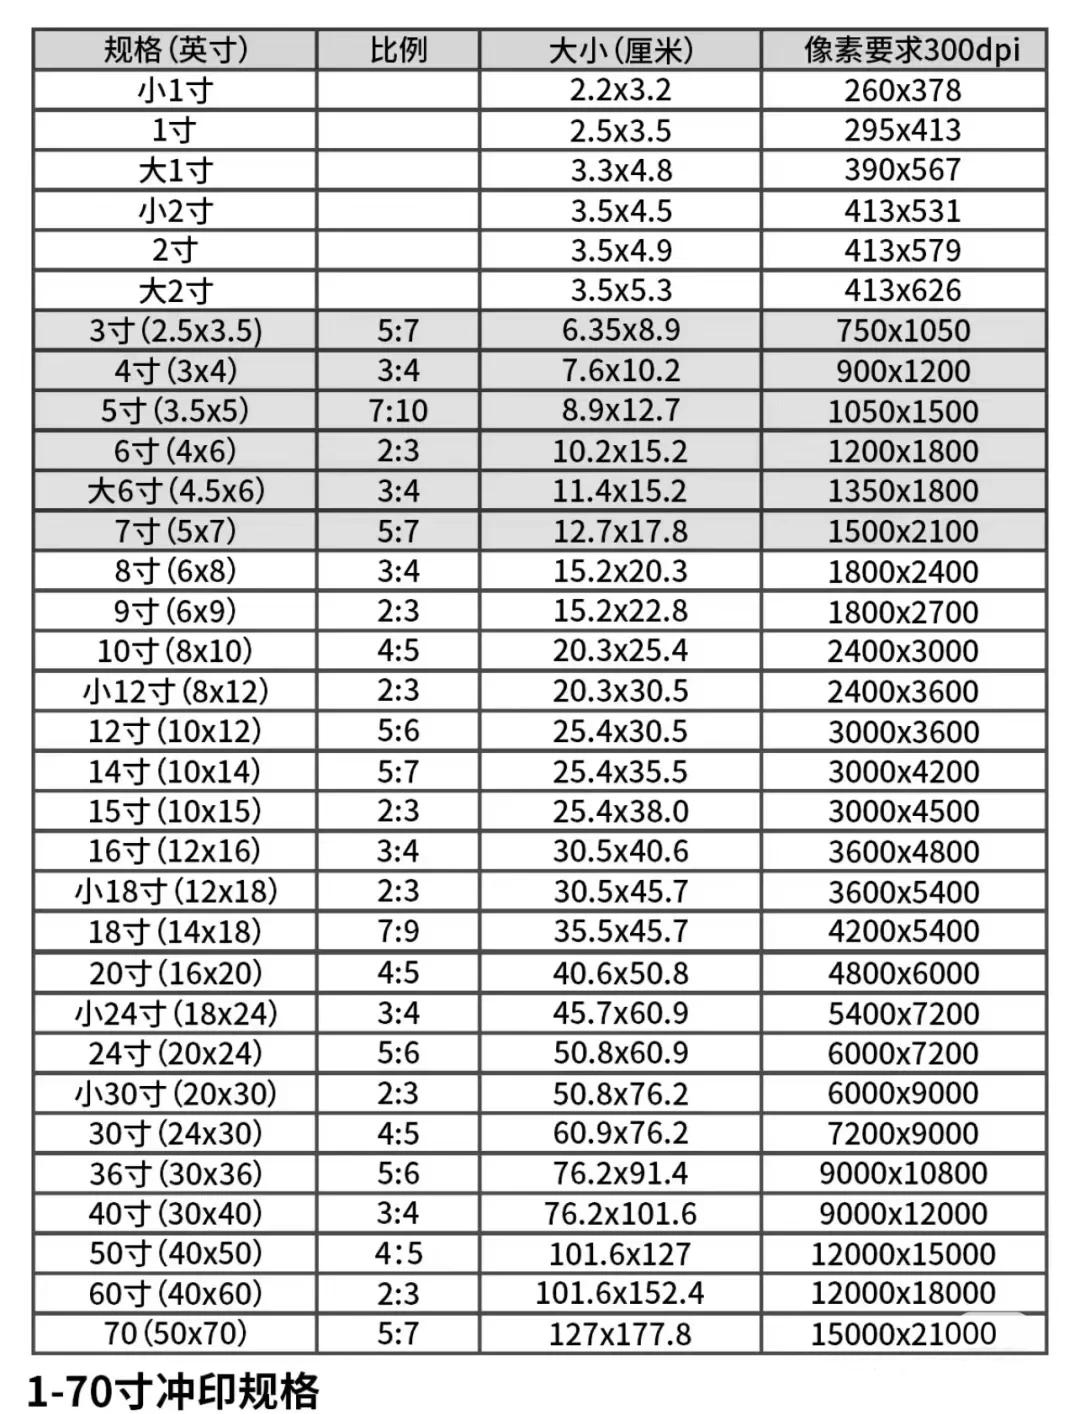 规格(英寸) 比例 大小(厘米) 像素要求300dpi
小1寸 2.2x3.2 260x378
1寸 2.5x3.5 295x413
大1寸 3.3x4.8 390x567
小2寸 3.5x4.5 413x531
2寸 3.5x4.9 413x579
大2寸 3.5x5.3 413x626
3寸(2.5x3.5) 5:7 6.35x8.9 750x1050
4寸(3x4) 3:4 7.6x10.2 900x1200
5寸(3.5x5) 7:10 8.9x12.7 1050x1500
6寸(4x6) 2:3 10.2x15.2 1200x1800
大6寸(4.5x6) 3:4 11.4x15.2 1350x1800
7寸(5x7) 5:7 12.7x17.8 1500x2100
8寸(6x8) 3:4 15.2x20.3 1800x2400
9寸(6x9) 2:3 15.2x22.8 1800x2700
10寸(8x10) 4:5 20.3x25.4 2400x3000
小12寸(8x12) 2:3 20.3x30.5 2400x3600
12寸(10x12) 5:6 25.4x30.5 3000x3600
14寸(10x14) 5:7 25.4x35.5 3000x4200
15寸(10x15) 2:3 25.4x38.0 3000x4500
16寸(12x16) 3:4 30.5x40.6 3600x4800
小18寸(12x18) 2:3 30.5x45.7 3600x5400
18寸(14x18) 7:9 35.5x45.7 4200x5400
20寸(16x20) 4:5 40.6x50.8 4800x6000
小24寸(18x24) 3:4 45.7x60.9 5400x7200
24寸(20x24) 5:6 50.8x60.9 6000x7200
小30寸(20x30) 2:3 50.8x76.2 6000x9000
30寸(24x30) 4:5 60.9x76.2 7200x9000
36寸(30x36) 5:6 76.2x91.4 9000x10800
40寸(30x40) 3:4 76.2x101.6 9000x12000
50寸(40x50) 4:5 101.6x127 12000x15000
60寸(40x60) 2:3 101.6x152.4 12000x18000
70(50x70) 5:7 127x177.8 15000x21000
1-70寸冲印规格